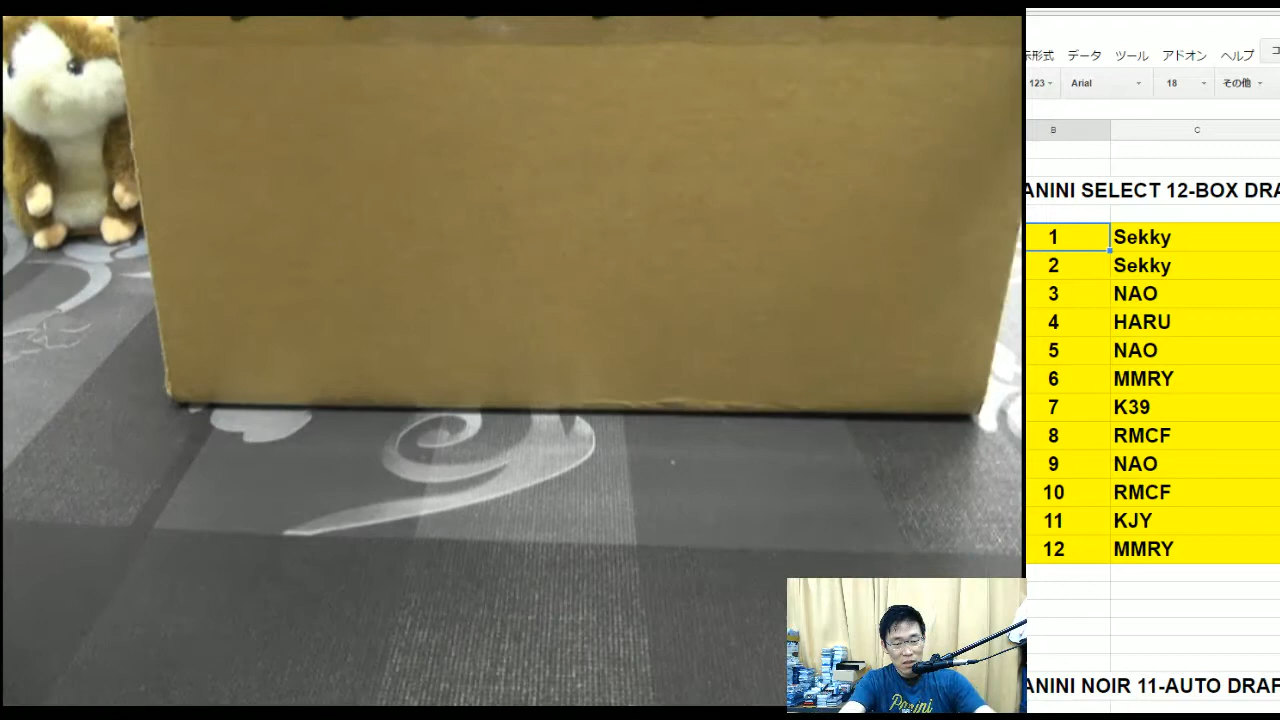 示形式 データ ツール アドオン ヘルプ コ
123 Arial 18 その他
B C
ANINI SELECT 12-BOX DRA
1 Sekky
2 Sekky
3 NAO
4 HARU
5 NAO
6 MMRY
7 K39
8 RMCF
9 NAO
10 RMCF
11 KJY
12 MMRY
ANINI NOIR 11-AUTO DRAF
Panini